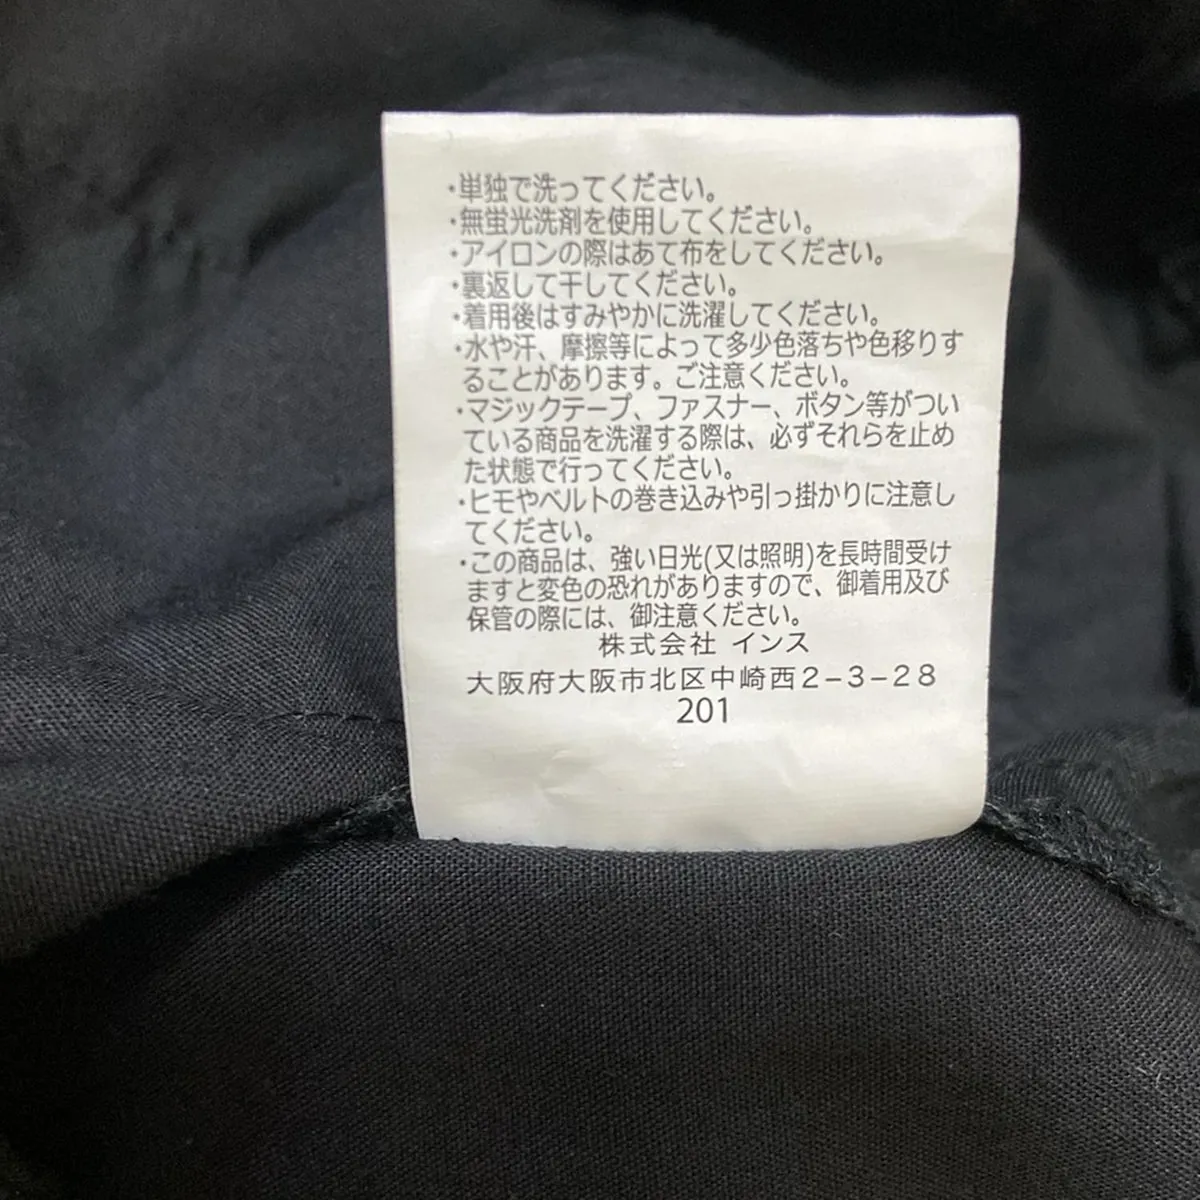 ・単独で洗ってください。
・無蛍光洗剤を使用してください。
・アイロンの際はあて布をしてください。
・裏返して干してください。
・着用後はすみやかに洗濯してください。
・水や汗、摩擦等によって多少色落ちや色移りす
ることがあります。ご注意ください。
・マジックテープ、ファスナー、ボタン等がつい
ている商品を洗濯する際は、必ずそれらを止め
た状態で行ってください。
・ヒモやベルトの巻き込みや引っ掛かりに注意し
てください。
・この商品は、強い日光(又は照明)を長時間受け
ますと変色の恐れがありますので、御着用及び
保管の際には、御注意ください。
株式会社 インス
大阪府大阪市北区中崎西2-3-28
201